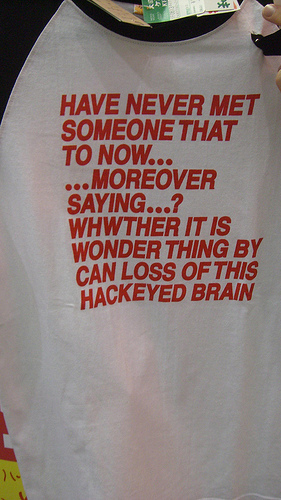 HAVE NEVER MET
SOMEONE THAT
TO NOW...
...MOREOVER
SAYING...?
WHWTHER IT IS
WONDER THING BY
CAN LOSS OF THIS
HACKEYED BRAIN